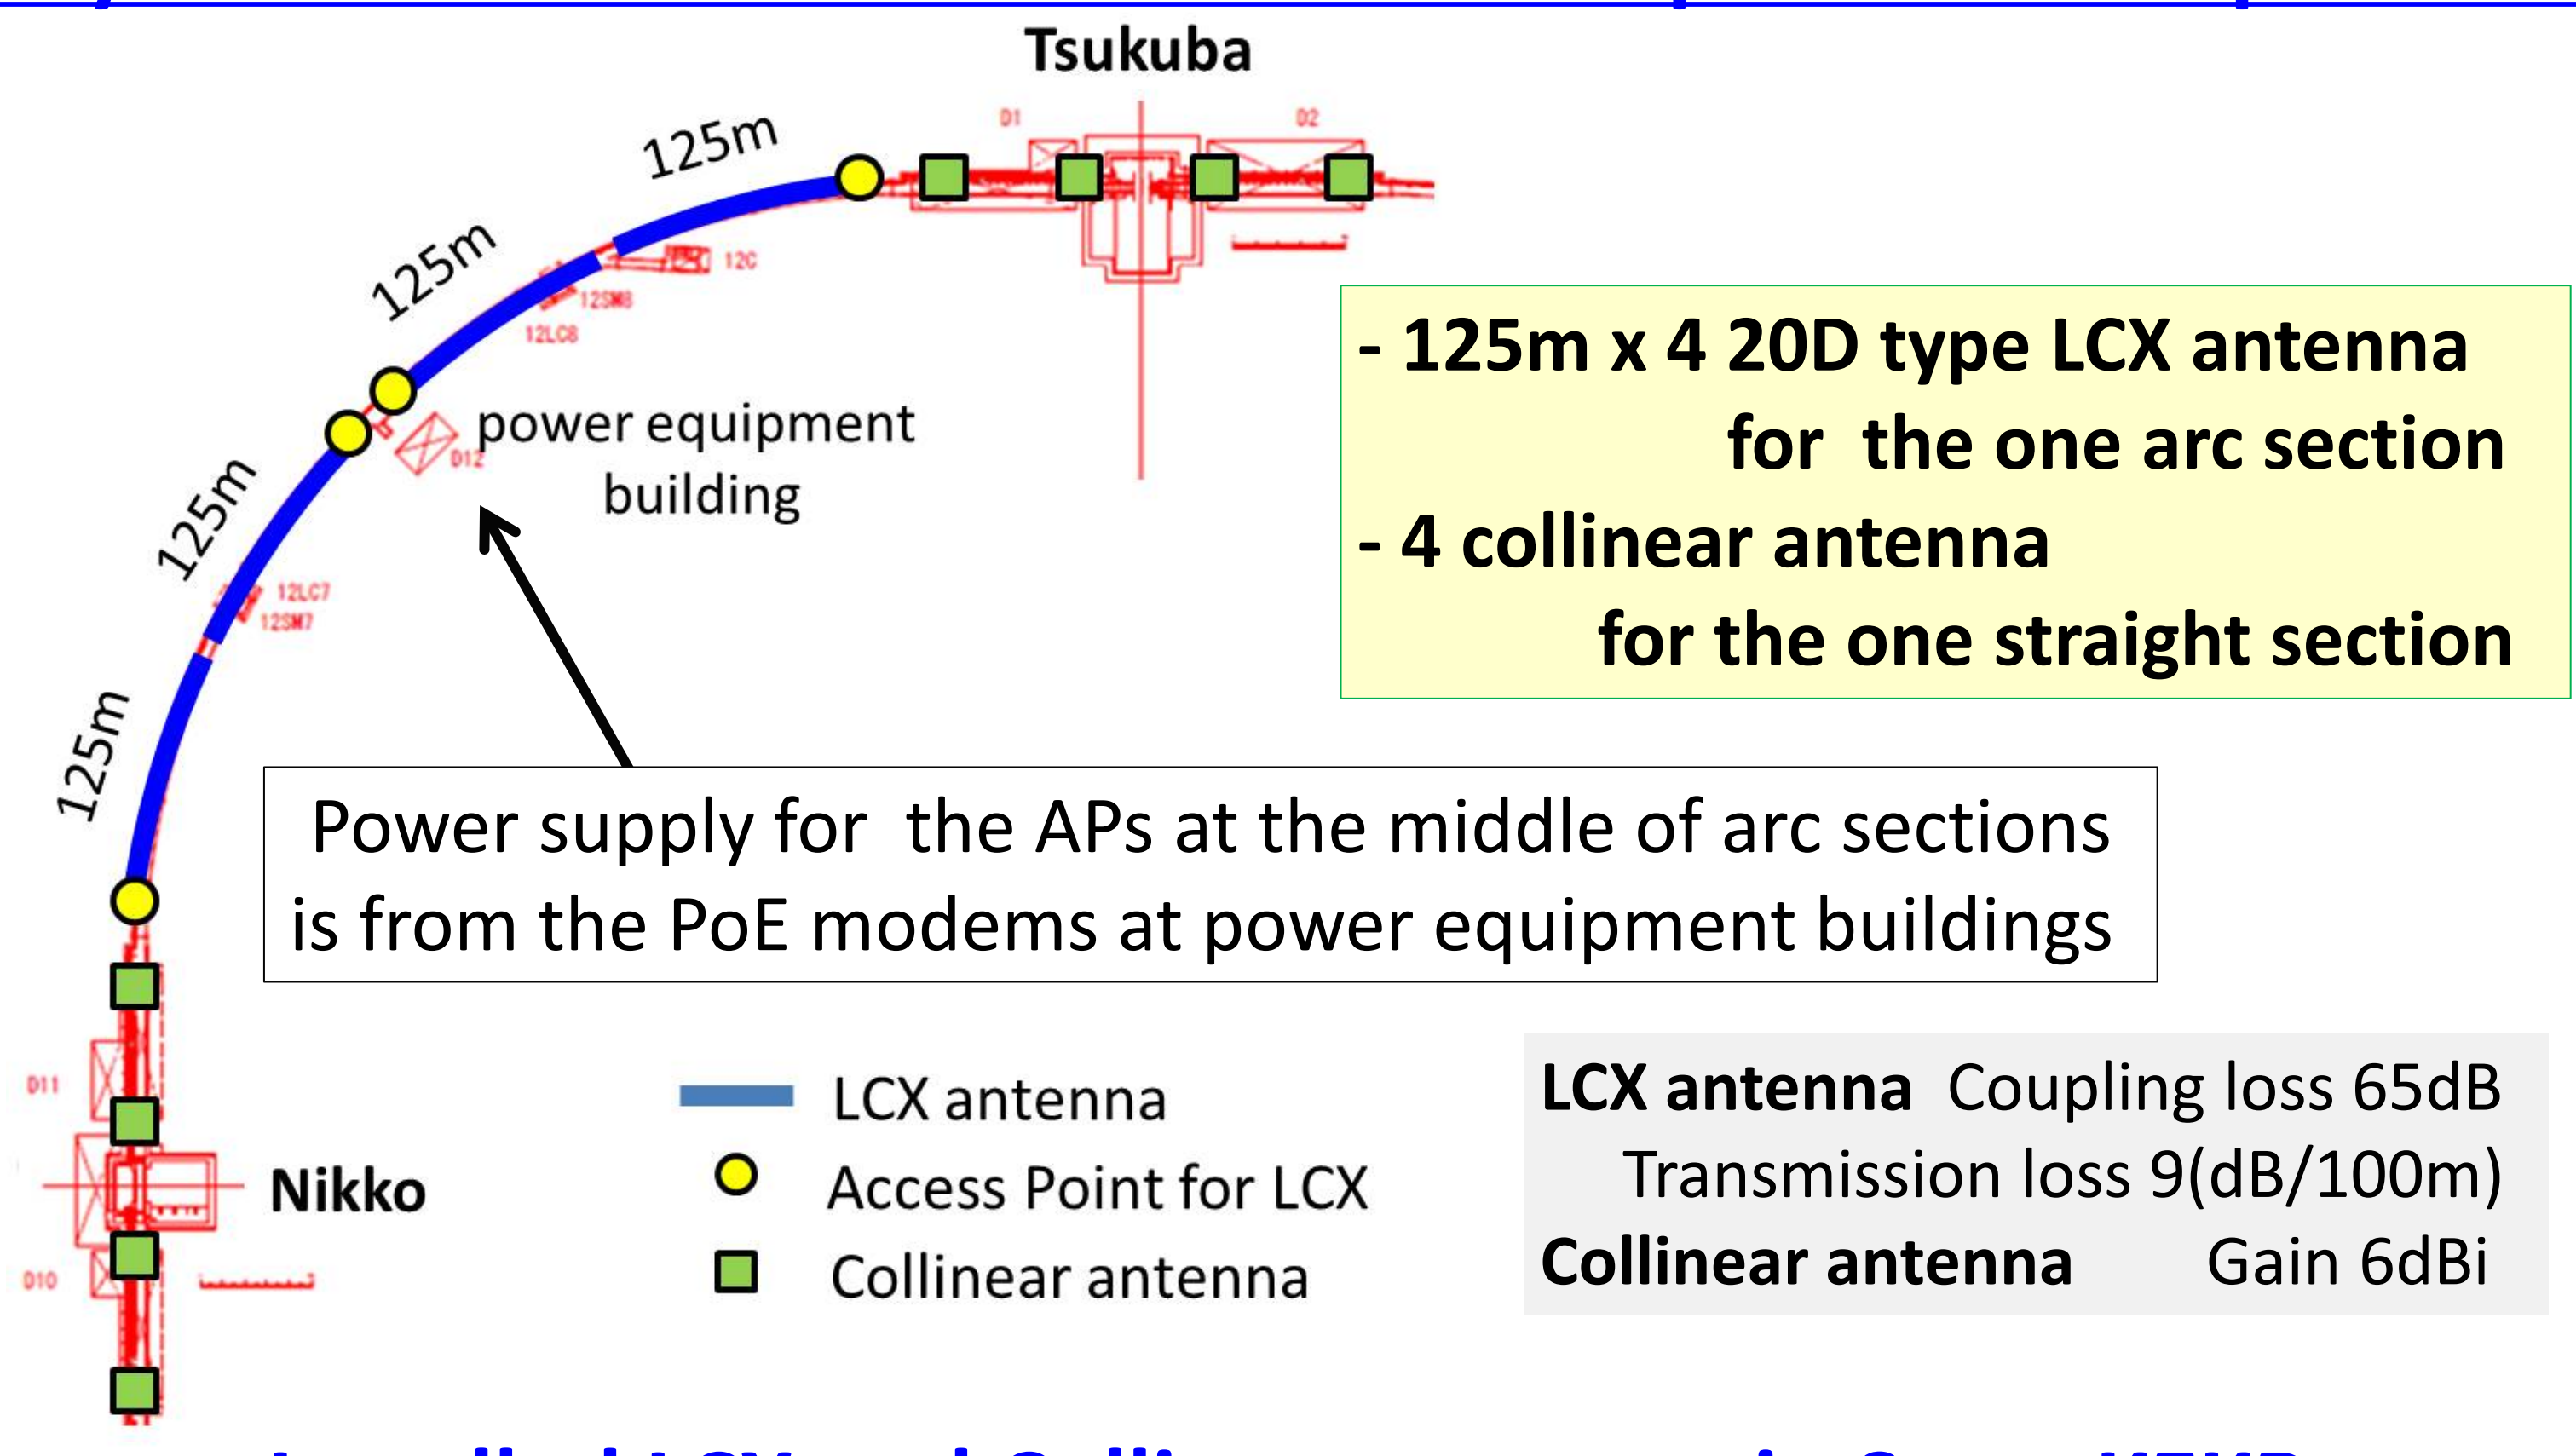 Tsukuba
D1
D2
125m
125m
12C
12SM8
12LC8
power equipment
building
D12
125m
12LC7
12SM7
125m
- 125m x 4 20D type LCX antenna
for the one arc section
- 4 collinear antenna
for the one straight section
Power supply for the APs at the middle of arc sections
is from the PoE modems at power equipment buildings
D11
Nikko
D10
LCX antenna
Access Point for LCX
Collinear antenna
LCX antenna Coupling loss 65dB
Transmission loss 9(dB/100m)
Collinear antenna Gain 6dBi